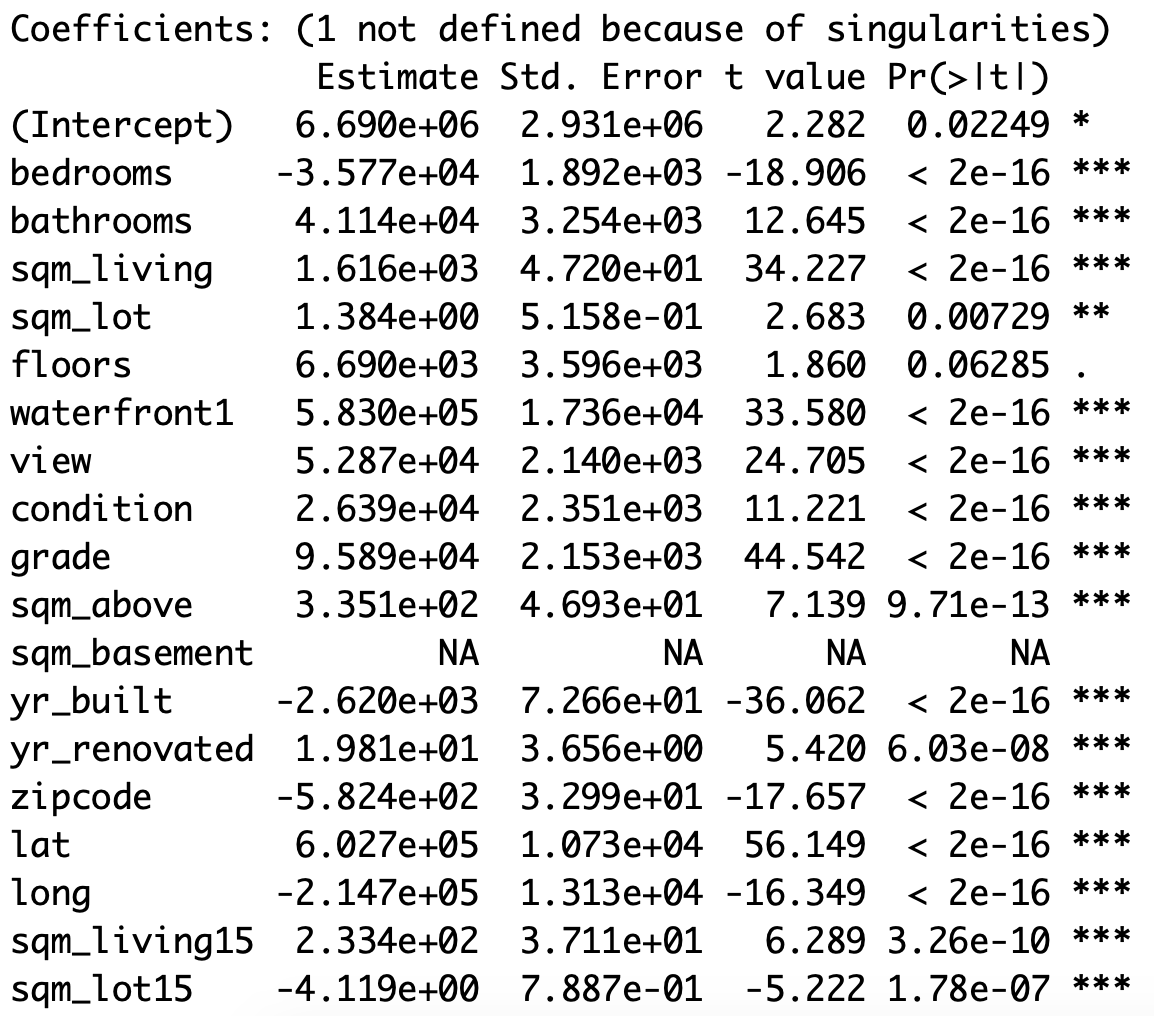 Coefficients: (1 not defined because of singularities)
                Estimate Std. Error t value Pr(>|t|)
(Intercept)    6.690e+06  2.931e+06   2.282  0.02249 *
bedrooms      -3.577e+04  1.892e+03 -18.906  < 2e-16 ***
bathrooms      4.114e+04  3.254e+03  12.645  < 2e-16 ***
sqm_living     1.616e+03  4.720e+01  34.227  < 2e-16 ***
sqm_lot        1.384e+00  5.158e-01   2.683  0.00729 **
floors         6.690e+03  3.596e+03   1.860  0.06285 .
waterfront1    5.830e+05  1.736e+04  33.580  < 2e-16 ***
view           5.287e+04  2.140e+03  24.705  < 2e-16 ***
condition      2.639e+04  2.351e+03  11.221  < 2e-16 ***
grade          9.589e+04  2.153e+03  44.542  < 2e-16 ***
sqm_above      3.351e+02  4.693e+01   7.139 9.71e-13 ***
sqm_basement          NA         NA      NA       NA
yr_built      -2.620e+03  7.266e+01 -36.062  < 2e-16 ***
yr_renovated   1.981e+01  3.656e+00   5.420 6.03e-08 ***
zipcode       -5.824e+02  3.299e+01 -17.657  < 2e-16 ***
lat            6.027e+05  1.073e+04  56.149  < 2e-16 ***
long          -2.147e+05  1.313e+04 -16.349  < 2e-16 ***
sqm_living15   2.334e+02  3.711e+01   6.289 3.26e-10 ***
sqm_lot15     -4.119e+00  7.887e-01  -5.222 1.78e-07 ***